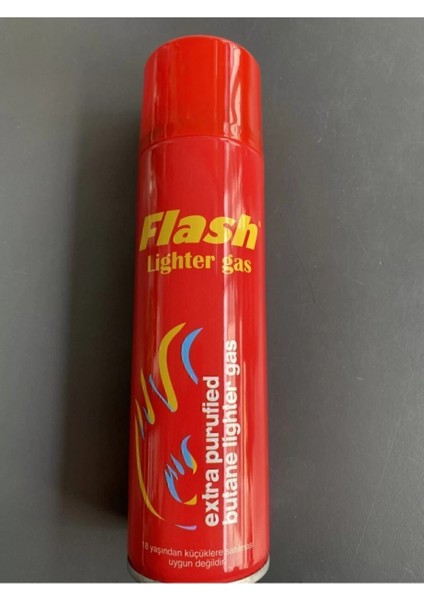 Flash
Lighter gas
extra purufied
butane lighter gas
18 yaşından küçüklere satılması
uygun değildir